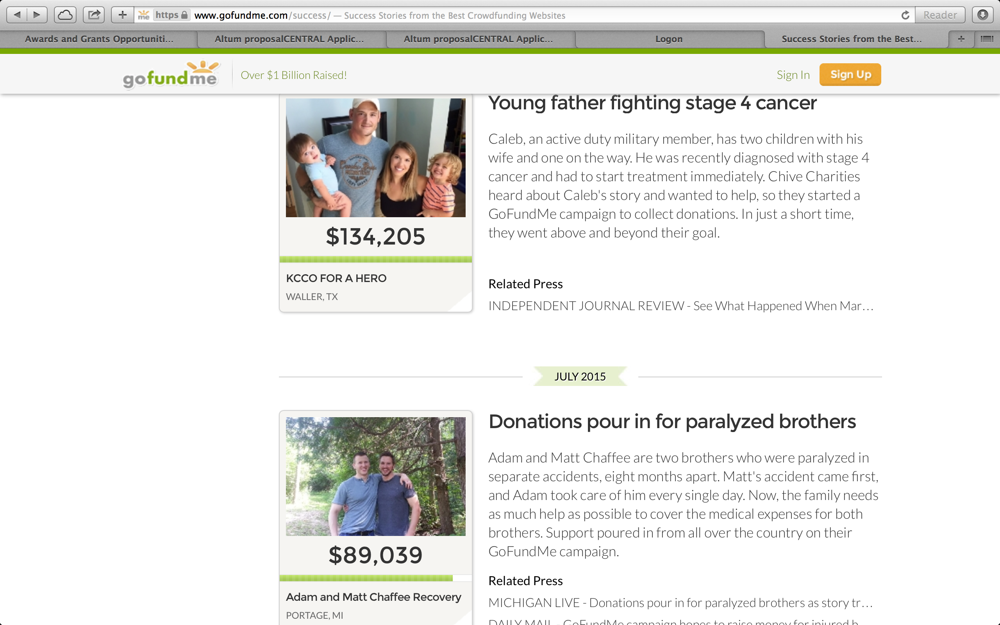 https www.gofundme.com/success/ — Success Stories from the Best Crowdfunding Websites
Reader
Awards and Grants Opportuniti...
Altum proposalCENTRAL Applic...
Altum proposalCENTRAL Applic...
Logon
Success Stories from the Best...
gofundme
Over $1 Billion Raised!
Sign In
Sign Up
Young father fighting stage 4 cancer
Caleb, an active duty military member, has two children with his
wife and one on the way. He was recently diagnosed with stage 4
cancer and had to start treatment immediately. Chive Charities
heard about Caleb's story and wanted to help, so they started a
GoFundMe campaign to collect donations. In just a short time,
they went above and beyond their goal.
$134,205
KCCO FOR A HERO
WALLER, TX
Related Press
INDEPENDENT JOURNAL REVIEW - See What Happened When Mar...
JULY 2015
Donations pour in for paralyzed brothers
Adam and Matt Chaffee are two brothers who were paralyzed in
separate accidents, eight months apart. Matt's accident came first,
and Adam took care of him every single day. Now, the family needs
as much help as possible to cover the medical expenses for both
brothers. Support poured in from all over the country on their
GoFundMe campaign.
$89,039
Adam and Matt Chaffee Recovery
PORTAGE, MI
Related Press
MICHIGAN LIVE - Donations pour in for paralyzed brothers as story tr...
DAILY MAIL - GoFundMe campaign hopes to raise money for injured b...